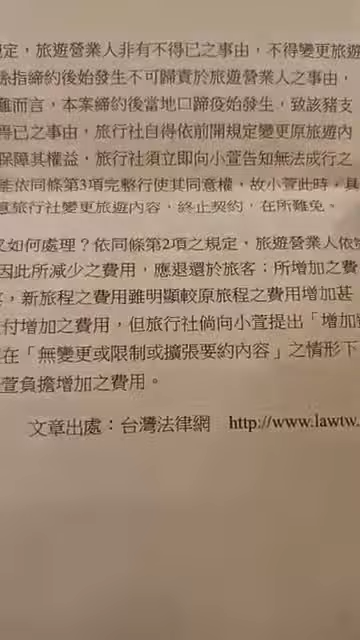 規定，旅遊營業人非有不得已之事由，不得變更旅遊
係指締約後始發生不可歸責於旅遊營業人之事由，
難而言，本案締約後當地口蹄疫始發生，致該豬支
得已之事由，旅行社自得依前開規定變更原旅遊內
保障其權益，旅行社須立即向小萱告知無法成行之
能依同條第3項完整行使其同意權，故小萱此時，具
意旅行社變更旅遊內容，終止契約，在所難免。
又如何處理？依同條第2項之規定，旅遊營業人依變
因此所減少之費用，應退還於旅客；所增加之費
，新旅程之費用雖明顯較原旅程之費用增加甚
付增加之費用，但旅行社倘向小萱提出「增加
在「無變更或限制或擴張要約內容」之情形下
萱負擔增加之費用。
文章出處：台灣法律網 http://www.lawtw.